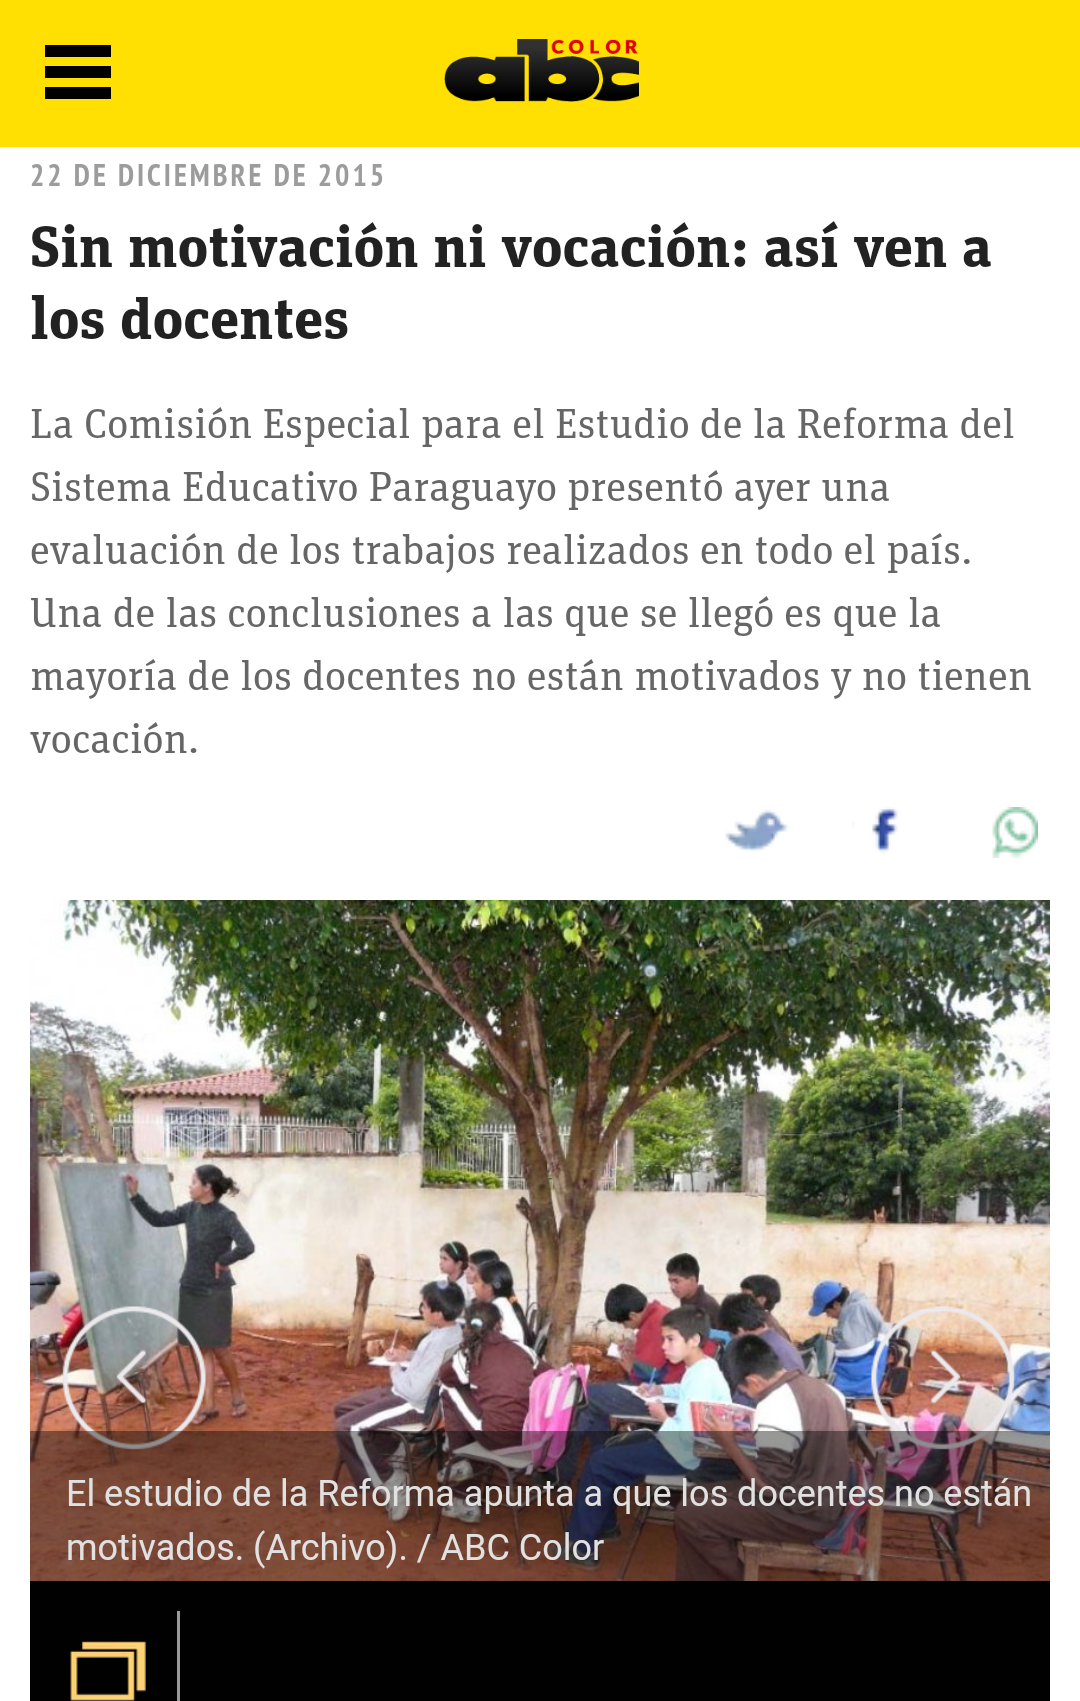 abc COLOR
22 DE DICIEMBRE DE 2015
Sin motivación ni vocación: así ven a
los docentes
La Comisión Especial para el Estudio de la Reforma del
Sistema Educativo Paraguayo presentó ayer una
evaluación de los trabajos realizados en todo el país.
Una de las conclusiones a las que se llegó es que la
mayoría de los docentes no están motivados y no tienen
vocación.
El estudio de la Reforma apunta a que los docentes no están
motivados. (Archivo). / ABC Color